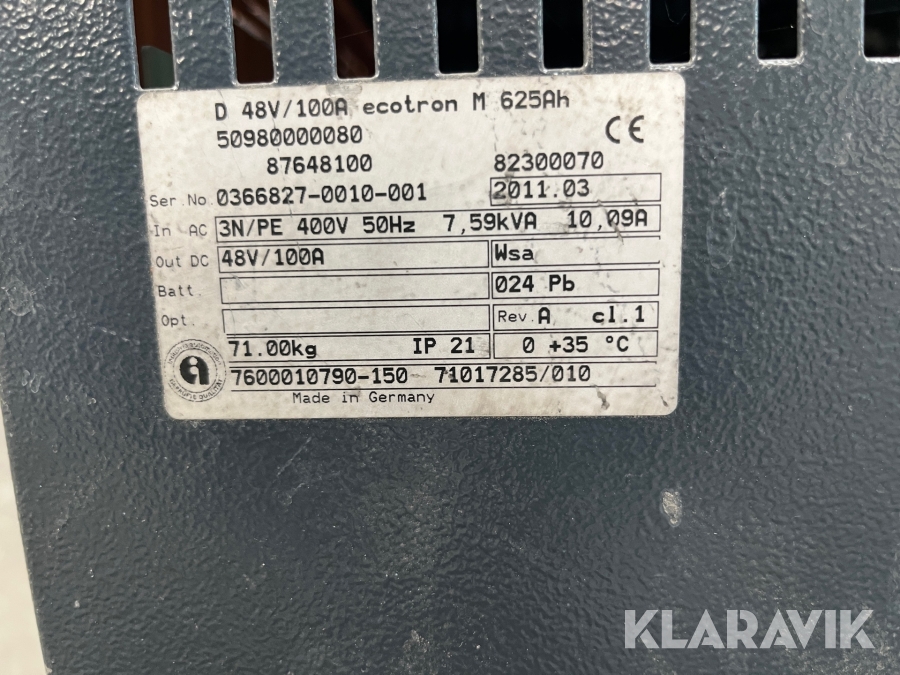 D 48V/100A ecotron M 625Ah
50980000080
CE
87648100 82300070
Ser.No. 0366827-0010-001 2011.03
In AC 3N/PE 400V 50Hz 7,59kVA 10,09A
Out DC 48V/100A Wsa
Batt. 024 Pb
Opt. Rev.A cl.1
71.00kg IP 21 0 +35 °C
7600010790-150 71017285/010
Made in Germany
KLARAVIK